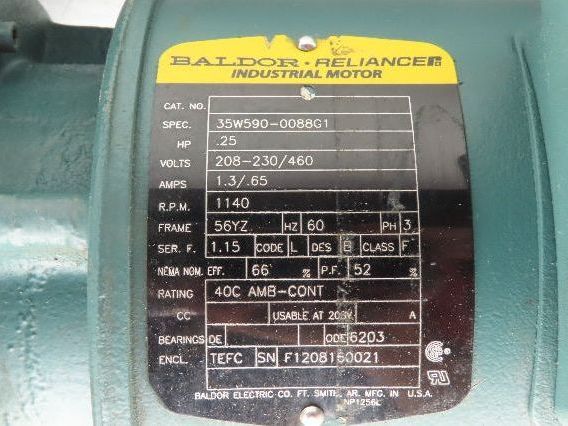 BALDOR • RELIANCER
INDUSTRIAL MOTOR
CAT. NO.
SPEC. 35W590-0088G1
HP .25
VOLTS 208-230/460
AMPS 1.3/.65
R.P.M. 1140
FRAME 56YZ HZ 60 PH 3
SER. F. 1.15 CODE L DES B CLASS F
NEMA NOM. EFF. 66 % P.F. 52 %
RATING 40C AMB-CONT
CC USABLE AT 208V A
BEARINGS DE ODE 6203
ENCL. TEFC SN F1208150021
BALDOR ELECTRIC CO. FT. SMITH, AR. MFG. IN U.S.A.
NP1256L